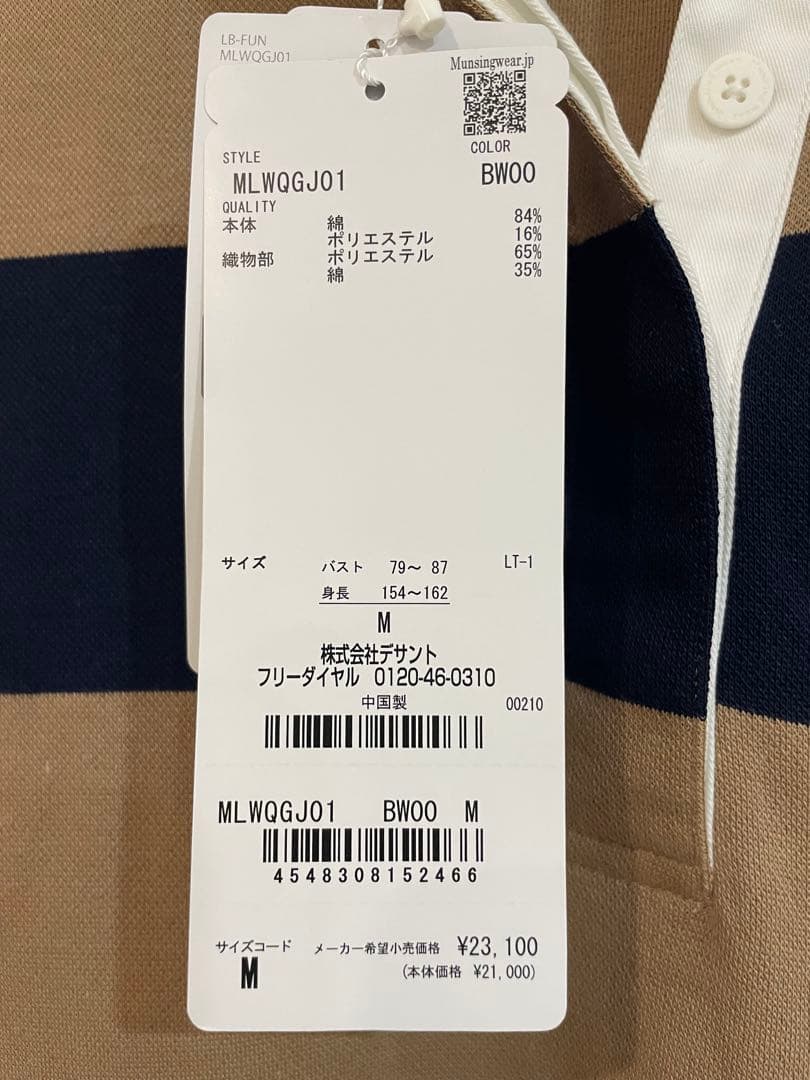 LB-FUN
MLWQGJ01
Munsingwear.jp
COLOR
STYLE
MLWQGJ01 BW00
QUALITY
本体 綿 84%
ポリエステル 16%
織物部 ポリエステル 65%
綿 35%
サイズ バスト 79～ 87 LT-1
身長 154～162
M
株式会社デサント
フリーダイヤル 0120-46-0310
中国製 00210
MLWQGJ01 BW00 M
4548308152466
サイズコード メーカー希望小売価格 ¥23,100
M (本体価格 ¥21,000)